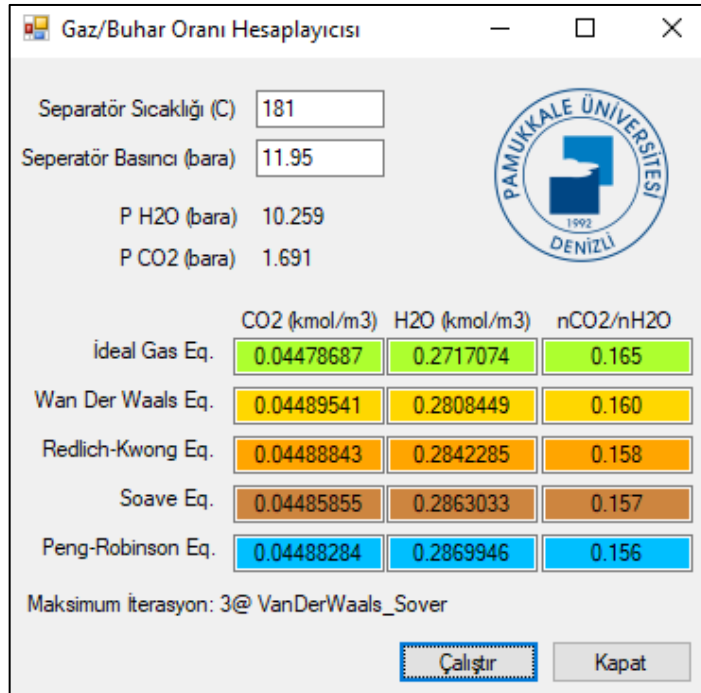 Gaz/Buhar Oranı Hesaplayıcısı
Separatör Sıcaklığı (C) 181
Seperatör Basıncı (bara) 11.95
P H2O (bara) 10.259
P CO2 (bara) 1.691
PAMUKKALE ÜNİVERSİTESİ
1992
DENİZLİ
CO2 (kmol/m3) H2O (kmol/m3) nCO2/nH2O
İdeal Gas Eq. 0.04478687 0.2717074 0.165
Wan Der Waals Eq. 0.04489541 0.2808449 0.160
Redlich-Kwong Eq. 0.04488843 0.2842285 0.158
Soave Eq. 0.04485855 0.2863033 0.157
Peng-Robinson Eq. 0.04488284 0.2869946 0.156
Maksimum İterasyon: 3@ VanDerWaals_Sover
Çalıştır Kapat